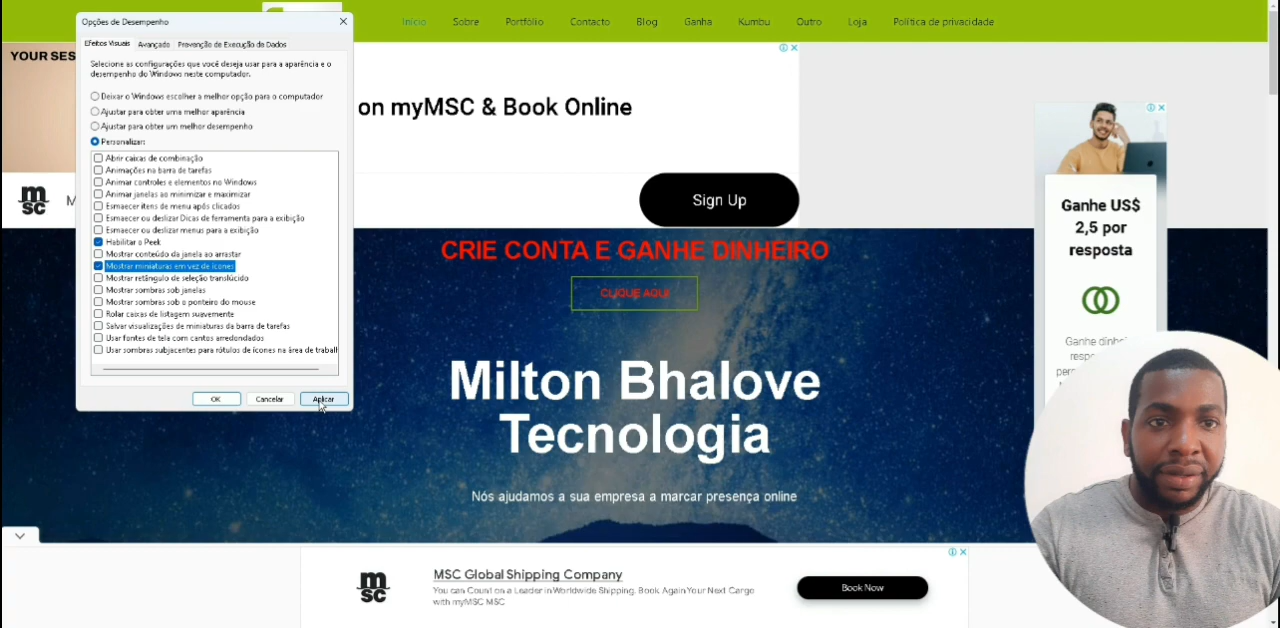 Opções de Desempenho
Início Sobre Portfólio Contacto Blog Ganha Kumbu Outro Loja Política de privacidade
Efeitos Visuais Avançado Prevenção de Execução de Dados
Selecione as configurações que você deseja usar para a aparência e o
desempenho do Windows neste computador.
Deixar o Windows escolher a melhor opção para o computador
Ajustar para obter uma melhor aparência
Ajustar para obter um melhor desempenho
Personalizar:
Abrir caixas de combinação
Animações na barra de tarefas
Animar controles e elementos no Windows
Animar janelas ao minimizar e maximizar
Esmaecer itens de menu após clicados
Esmaecer ou deslizar Dicas de ferramenta para a exibição
Esmaecer ou deslizar menus para a exibição
Habilitar o Peek
Mostrar conteúdo da janela ao arrastar
Mostrar miniaturas em vez de ícones
Mostrar retângulo de seleção translúcido
Mostrar sombras sob janelas
Mostrar sombras sob o ponteiro do mouse
Rolar caixas de listagem suavemente
Salvar visualizações de miniaturas da barra de tarefas
Usar fontes de tela com cantos arredondados
Usar sombras subjacentes para rótulos de ícones na área de trabal
OK Cancelar Aplicar
YOUR SES
on myMSC & Book Online
msc M
Sign Up
Ganhe US$
2,5 por
resposta
Ganhe dinhei
CRIE CONTA E GANHE DINHEIRO
CLIQUE AQUI
Milton Bhalove
Tecnologia
Nós ajudamos a sua empresa a marcar presença online
msc
MSC Global Shipping Company
You can Count on a Leader in Worldwide Shipping. Book Again Your Next Cargo
with myMSC MSC
Book Now